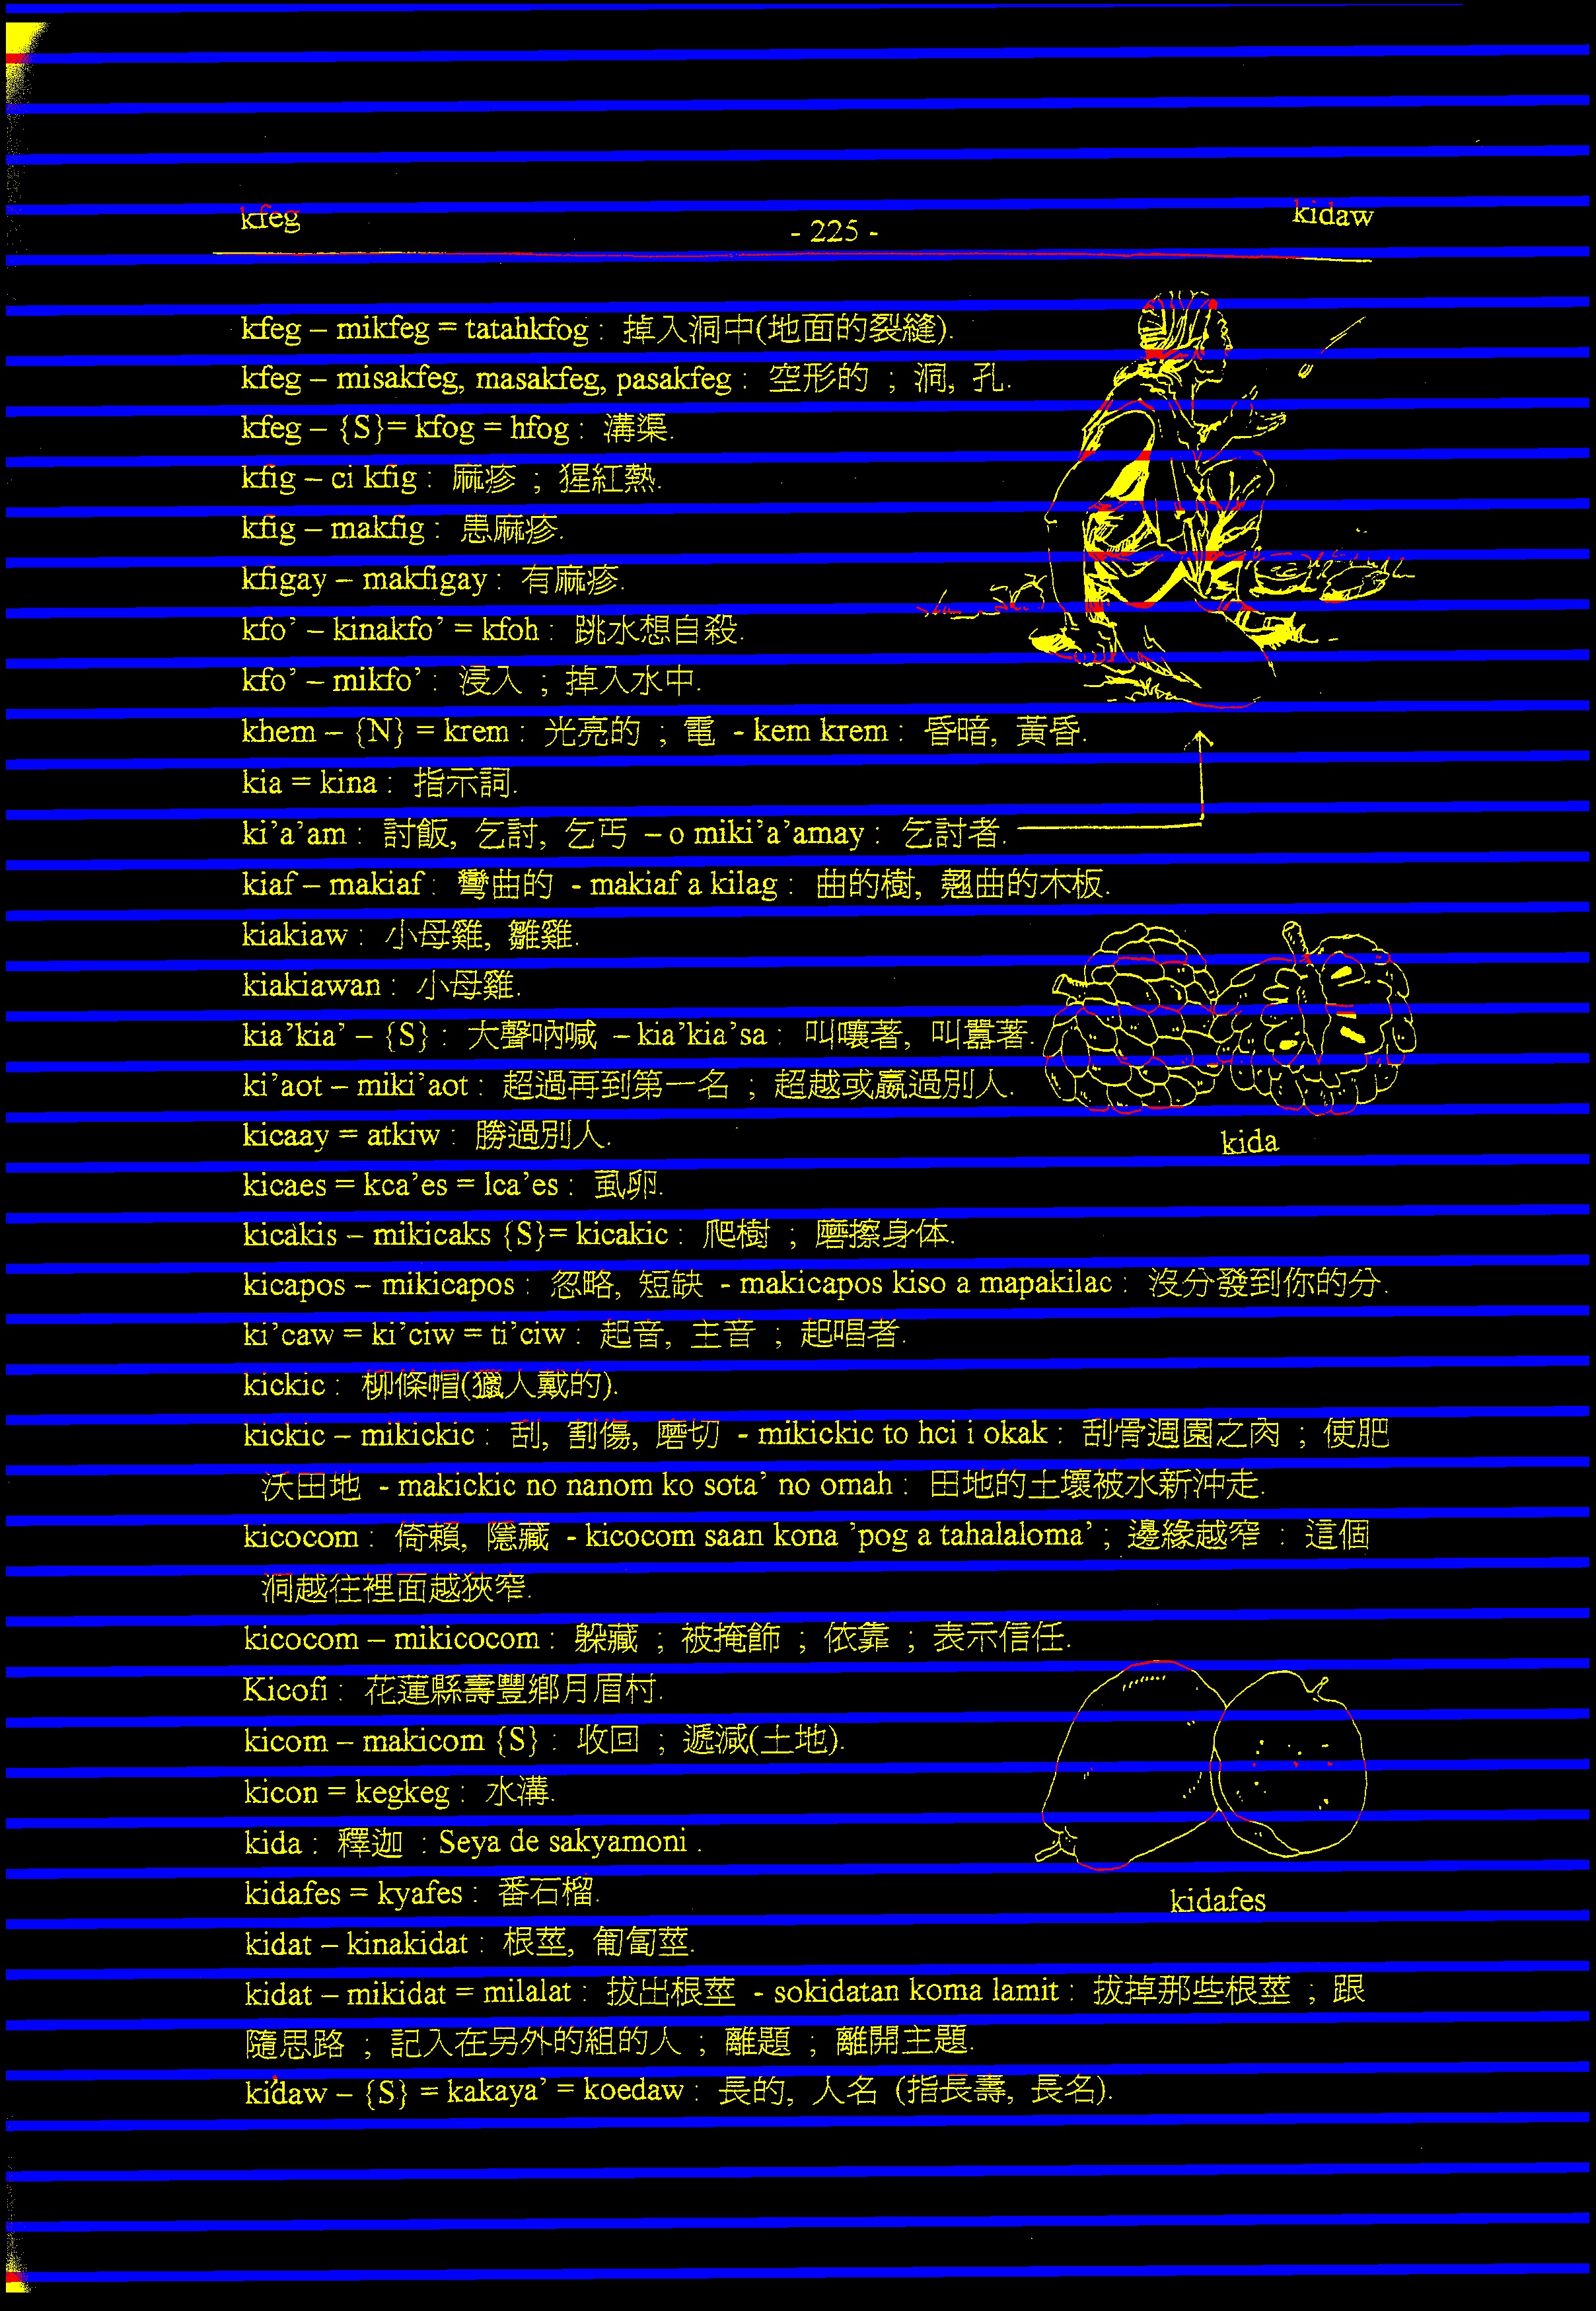 kfeg - 225 - kidaw
kfeg – mikfeg = tatahkfog : 掉入洞中(地面的裂縫).
kfeg – misakfeg, masakfeg, pasakfeg : 空形的 ; 洞, 孔.
kfeg – {S}= kfog = hfog : 溝渠.
kfig – ci kfig : 麻疹 ; 猩紅熱.
kfig – makfig : 患麻疹.
kfigay – makfigay : 有麻疹.
kfo’ – kinakfo’ = kfoh : 跳水想自殺.
kfo’ – mikfo’ : 浸入 ; 掉入水中.
khem – {N} = krem : 光亮的 ; 電 - kem krem : 昏暗, 黃昏.
kia = kina : 指示詞.
ki’a’am : 討飯, 乞討, 乞丐 – o miki’a’amay : 乞討者.
kiaf – makiaf : 彎曲的 - makiaf a kilag : 曲的樹, 翹曲的木板.
kiakiaw : 小母雞, 雛雞.
kiakiawan : 小母雞.
kia’kia’ – {S} : 大聲吶喊 – kia’kia’sa : 叫嚷著, 叫囂著.
ki’aot – miki’aot : 超過再到第一名 ; 超越或贏過別人.
kicaay = atkiw : 勝過別人.
kida
kicaes = kca’es = lca’es : 虱卵.
kicakis – mikicaks {S}= kicakic : 爬樹 ; 磨擦身体.
kicapos – mikicapos : 忽略, 短缺 - makicapos kiso a mapakilac : 沒分發到你的分.
ki’caw = ki’ciw = ti’ciw : 起音, 主音 ; 起唱者.
kickic : 柳條帽(獵人戴的).
kickic – mikickic : 刮, 割傷, 磨切 - mikickic to hci i okak : 刮骨週圍之肉 ; 使肥
沃田地 - makickic no nanom ko sota’ no omah : 田地的土壤被水新沖走.
kicocom : 倚賴, 隱藏 - kicocom saan kona ’pog a tahalaloma’ ; 邊緣越窄 : 這個
洞越往裡面越狹窄.
kicocom – mikicocom : 躲藏 ; 被掩飾 ; 依靠 ; 表示信任.
Kicofi : 花蓮縣壽豐鄉月眉村.
kicom – makicom {S} : 收回 ; 遞減(土地).
kicon = kegkeg : 水溝.
kida : 釋迦 : Seya de sakyamoni .
kidafes = kyafes : 番石榴.
kidafes
kidat – kinakidat : 根莖, 匍匐莖.
kidat – mikidat = milalat : 拔出根莖 - sokidatan koma lamit : 拔掉那些根莖 ; 跟
隨思路 ; 記入在另外的組的人 ; 離題 ; 離開主題.
kidaw – {S} = kakaya’ = koedaw : 長的, 人名 (指長壽, 長名).